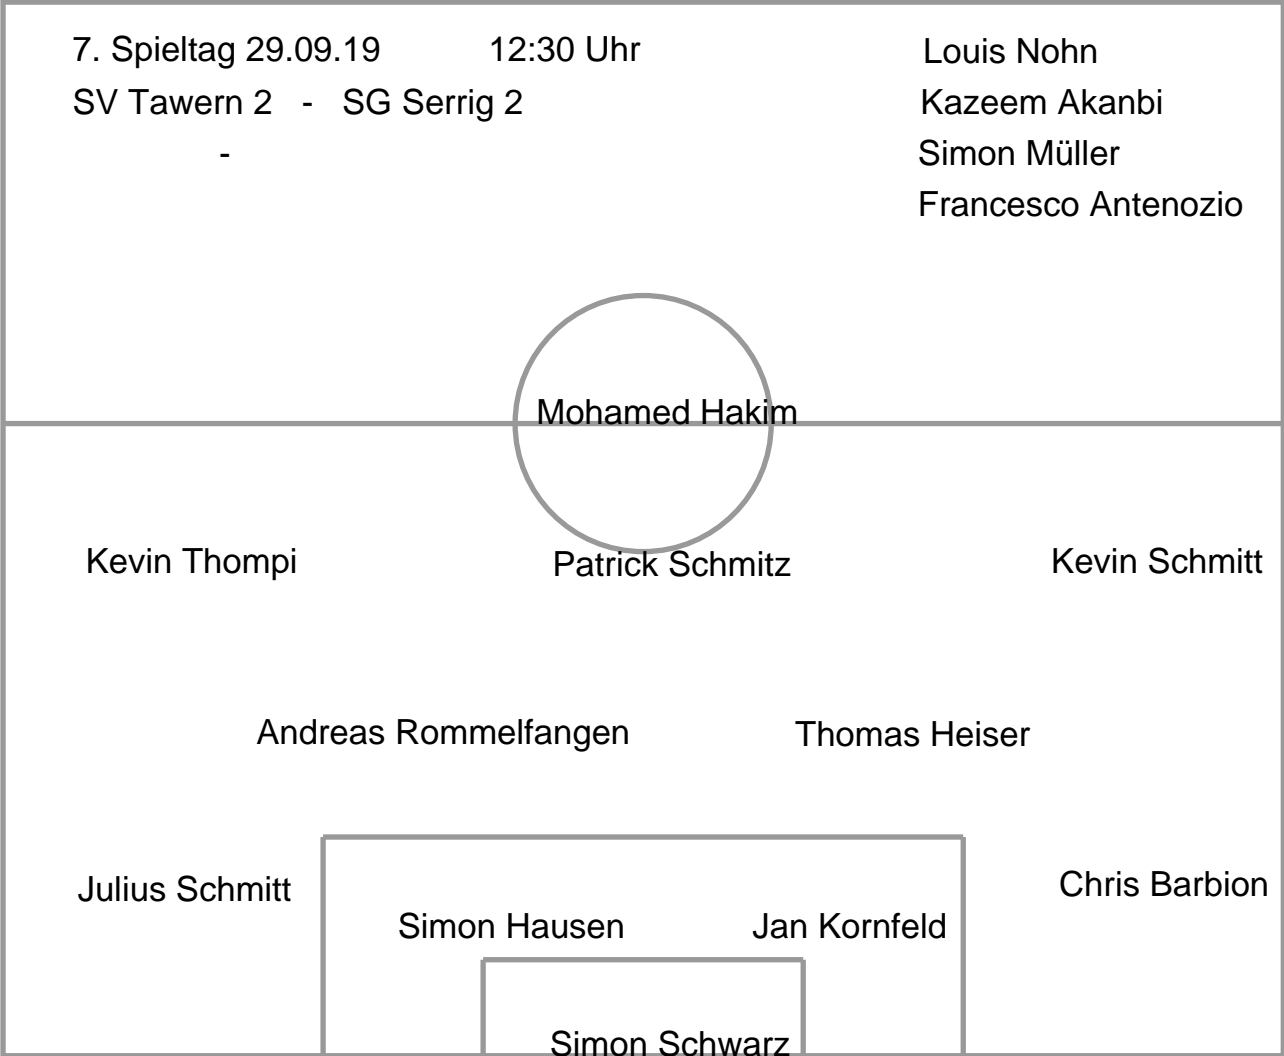 7. Spieltag 29.09.19 12:30 Uhr
SV Tawern 2 - SG Serrig 2
-
Louis Nohn
Kazeem Akanbi
Simon Müller
Francesco Antenozio
Mohamed Hakim
Kevin Thompi
Patrick Schmitz
Kevin Schmitt
Andreas Rommelfangen
Thomas Heiser
Julius Schmitt
Chris Barbion
Simon Hausen
Jan Kornfeld
Simon Schwarz